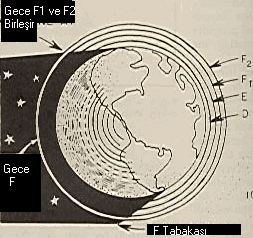 Gece F1 ve F2
Birleşir
F2
F1
E
D
Gece
F
F Tabakası